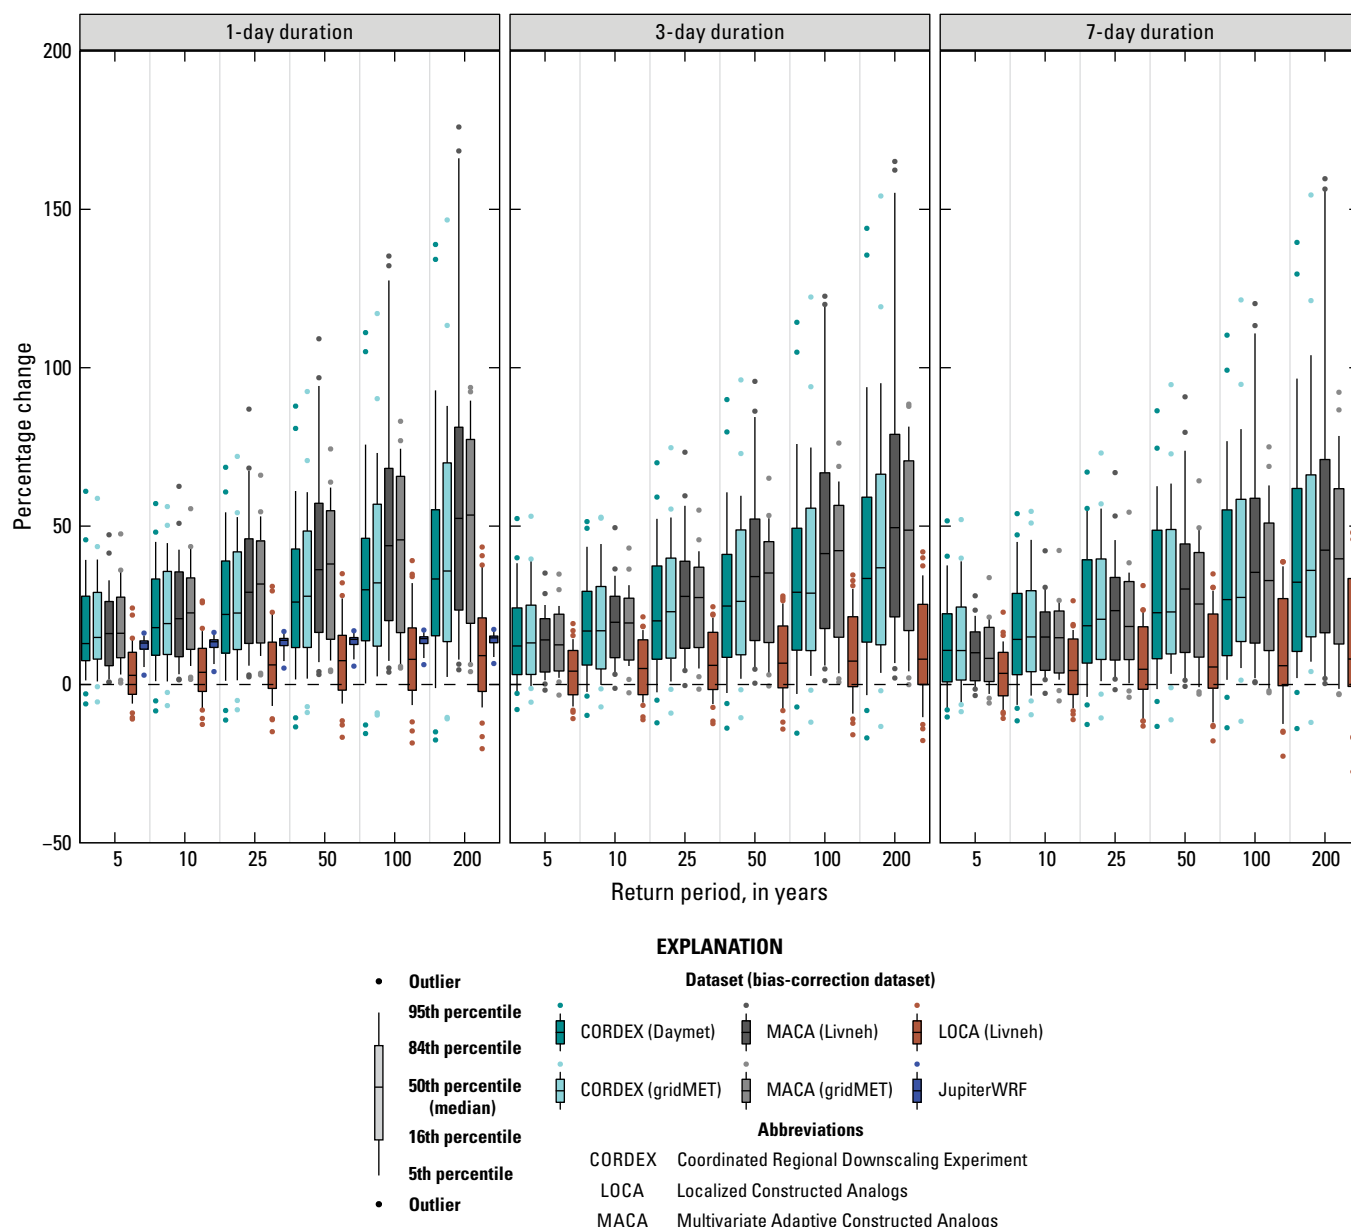 1-day duration 3-day duration 7-day duration
200
150
100
50
0
–50
Percentage change
5 10 25 50 100 200 5 10 25 50 100 200 5 10 25 50 100 200
Return period, in years
EXPLANATION
Outlier
95th percentile
84th percentile
50th percentile
(median)
16th percentile
5th percentile
Outlier
Dataset (bias-correction dataset)
CORDEX (Daymet) MACA (Livneh) LOCA (Livneh)
CORDEX (gridMET) MACA (gridMET) JupiterWRF
Abbreviations
CORDEX Coordinated Regional Downscaling Experiment
LOCA Localized Constructed Analogs
MACA Multivariate Adaptive Constructed Analogs